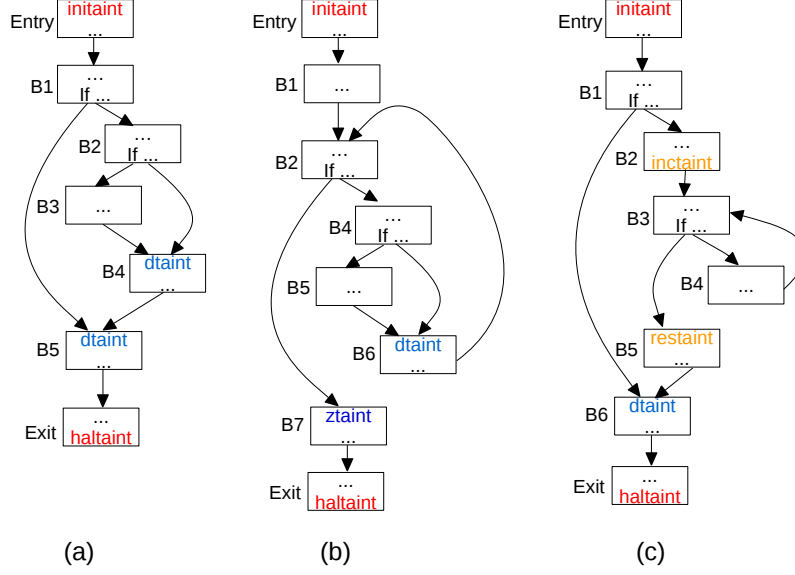 Entry
initaint
...
B1
...
If ...
B2
...
If ...
B3
...
B4
dtaint
...
B5
dtaint
...
Exit
...
haltaint
(a)
Entry
initaint
...
B1
...
B2
...
If ...
B4
...
If ...
B5
...
B6
dtaint
...
B7
ztaint
...
Exit
...
haltaint
(b)
Entry
initaint
...
B1
...
If ...
B2
...
inctaint
B3
...
If ...
B4
...
B5
restaint
...
B6
dtaint
...
Exit
...
haltaint
(c)